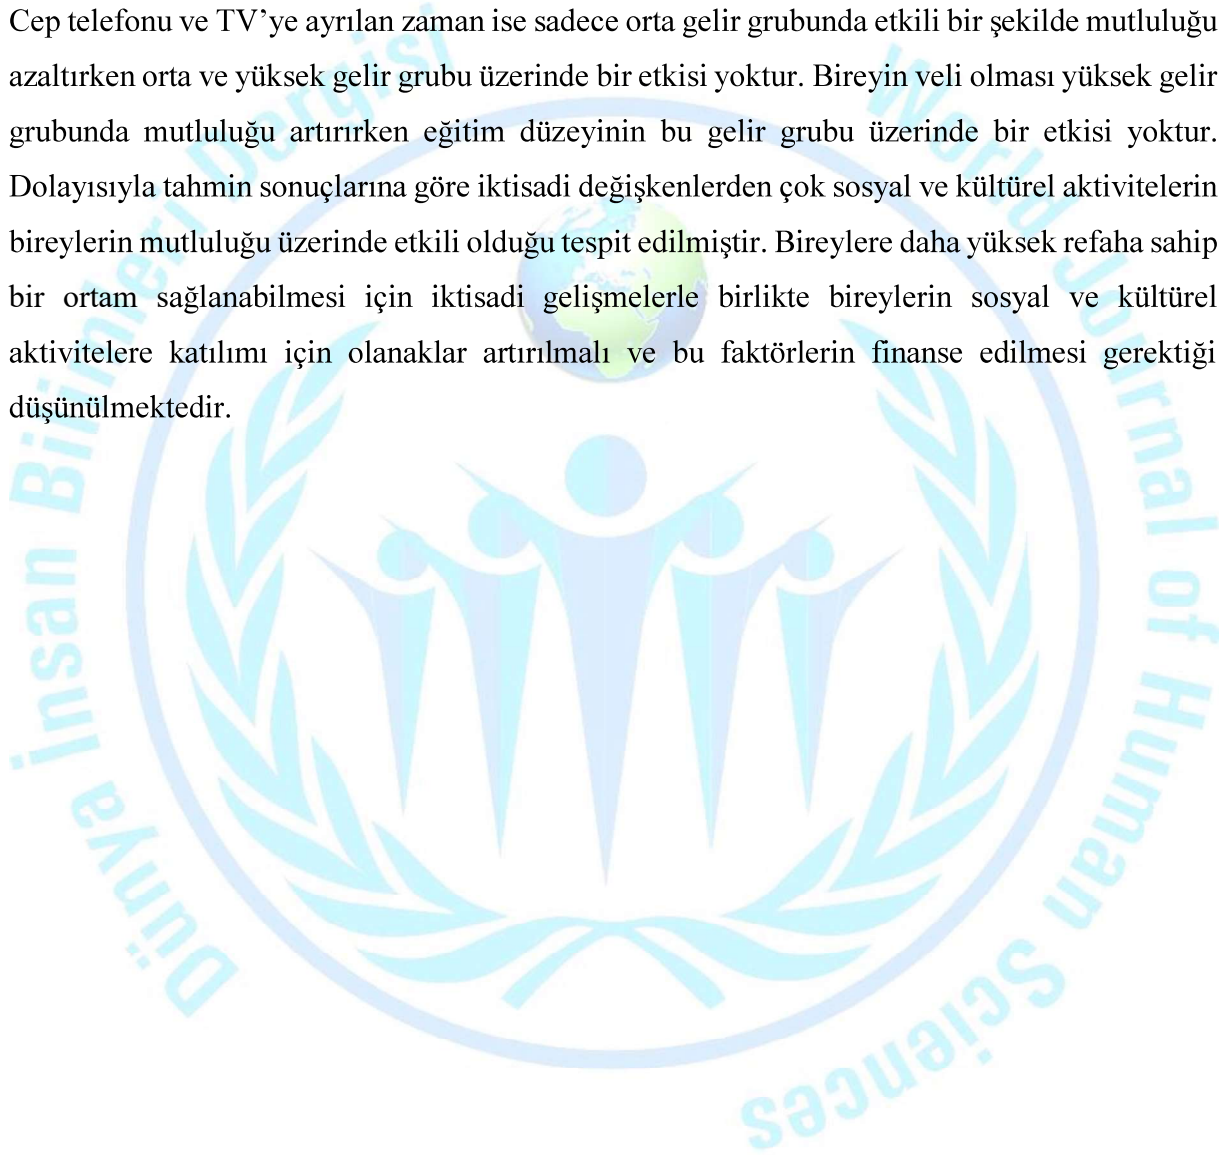 Cep telefonu ve TV’ye ayrılan zaman ise sadece orta gelir grubunda etkili bir şekilde mutluluğu
azaltırken orta ve yüksek gelir grubu üzerinde bir etkisi yoktur. Bireyin veli olması yüksek gelir
grubunda mutluluğu artırırken eğitim düzeyinin bu gelir grubu üzerinde bir etkisi yoktur.
Dolayısıyla tahmin sonuçlarına göre iktisadi değişkenlerden çok sosyal ve kültürel aktivitelerin
bireylerin mutluluğu üzerinde etkili olduğu tespit edilmiştir. Bireylere daha yüksek refaha sahip
bir ortam sağlanabilmesi için iktisadi gelişmelerle birlikte bireylerin sosyal ve kültürel
aktivitelere katılımı için olanaklar artırılmalı ve bu faktörlerin finanse edilmesi gerektiği
düşünülmektedir.
Dünya İnsan Bilimleri Dergisi
World Journal of Human Sciences